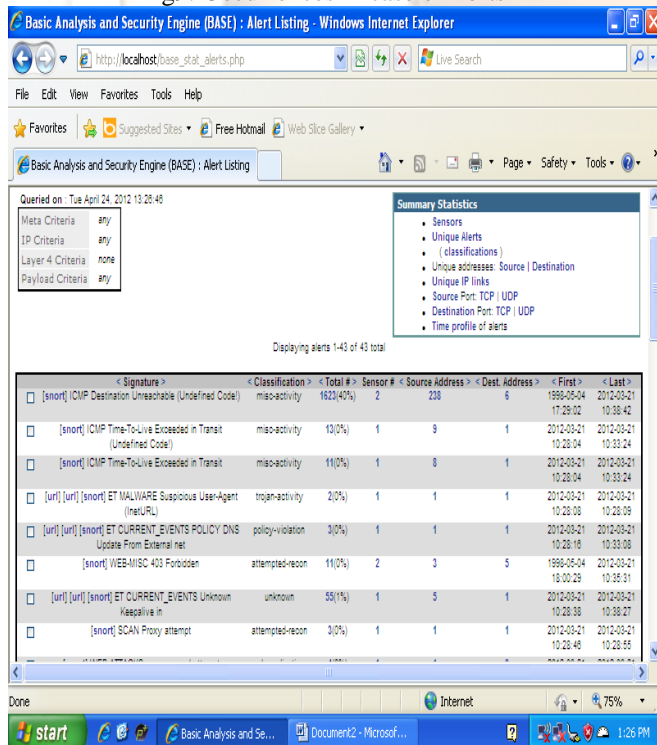 Basic Analysis and Security Engine (BASE) : Alert Listing - Windows Internet Explorer
http://localhost/base_stat_alerts.php
Live Search
File Edit View Favorites Tools Help
Favorites Suggested Sites Free Hotmail Web Slice Gallery
Basic Analysis and Security Engine (BASE) : Alert Listing Page Safety Tools
Queried on : Tue April 24, 2012 13:26:46
Meta Criteria any
IP Criteria any
Layer 4 Criteria none
Payload Criteria any
Summary Statistics
Sensors
Unique Alerts
( classifications )
Unique addresses: Source | Destination
Unique IP links
Source Port: TCP | UDP
Destination Port: TCP | UDP
Time profile of alerts
Displaying alerts 1-43 of 43 total
< Signature > < Classification > < Total # > Sensor # < Source Address > < Dest. Address > < First > < Last >
[snort] ICMP Destination Unreachable (Undefined Code!) misc-activity 1623(40%) 2 238 6 1998-05-04 2012-03-21
17:29:02 10:38:42
[snort] ICMP Time-To-Live Exceeded in Transit misc-activity 13(0%) 1 9 1 2012-03-21 2012-03-21
(Undefined Code!) 10:28:04 10:33:24
[snort] ICMP Time-To-Live Exceeded in Transit misc-activity 11(0%) 1 8 1 2012-03-21 2012-03-21
10:28:04 10:33:24
[url] [url] [snort] ET MALWARE Suspicious User-Agent trojan-activity 2(0%) 1 1 1 2012-03-21 2012-03-21
(InetURL) 10:28:08 10:28:09
[url] [url] [snort] ET CURRENT_EVENTS POLICY DNS policy-violation 3(0%) 1 1 1 2012-03-21 2012-03-21
Update From External net 10:28:16 10:33:08
[snort] WEB-MISC 403 Forbidden attempted-recon 11(0%) 2 3 5 1998-05-04 2012-03-21
18:00:29 10:35:31
[url] [url] [snort] ET CURRENT_EVENTS Unknown unknown 55(1%) 1 5 1 2012-03-21 2012-03-21
Keepalive in 10:28:38 10:38:27
[snort] SCAN Proxy attempt attempted-recon 3(0%) 1 1 1 2012-03-21 2012-03-21
10:28:46 10:28:55
Done Internet 75%
start Basic Analysis and Se... Document2 - Microsof... 1:26 PM